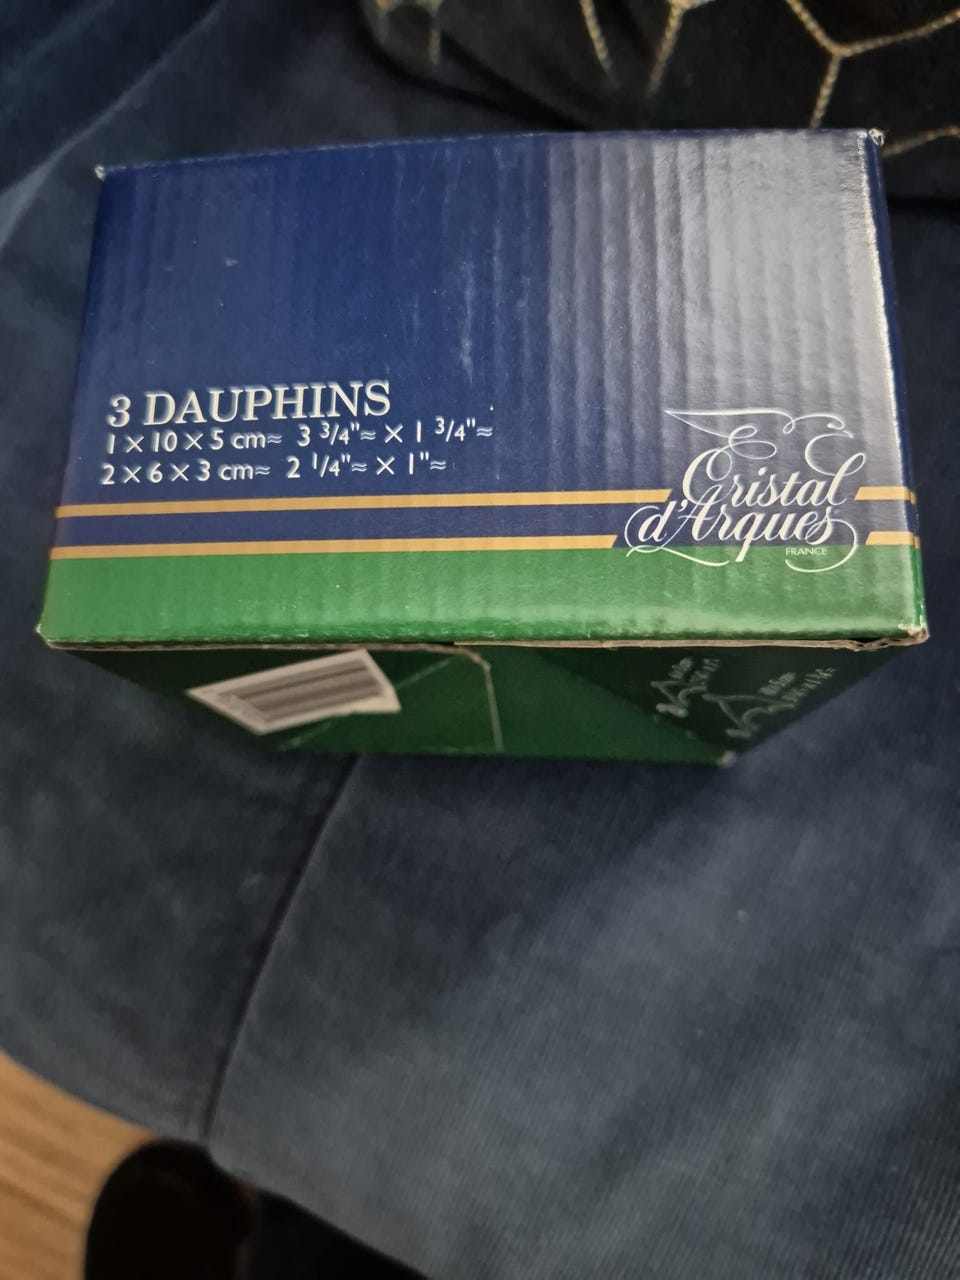 3 DAUPHINS
1 × 10 × 5 cm≈ 3 3/4"≈ × 1 3/4"≈
2 × 6 × 3 cm≈ 2 1/4"≈ × 1"≈
Cristal
d'Arques
FRANCE